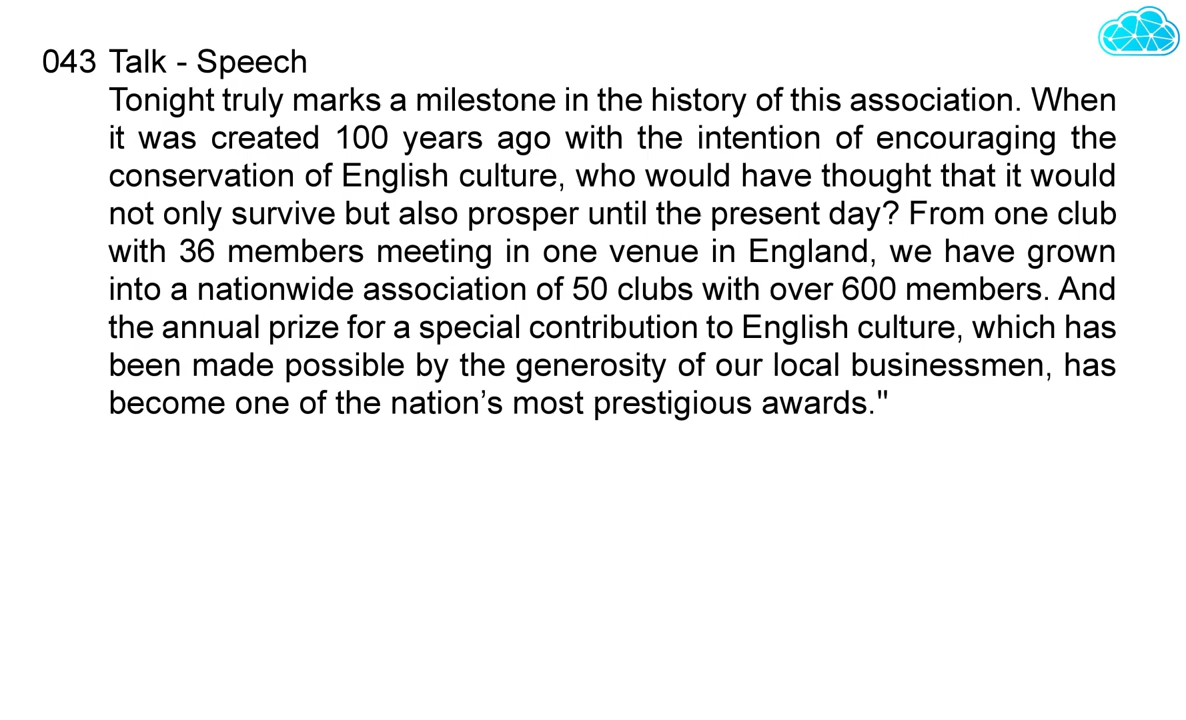 043 Talk - Speech
Tonight truly marks a milestone in the history of this association. When
it was created 100 years ago with the intention of encouraging the
conservation of English culture, who would have thought that it would
not only survive but also prosper until the present day? From one club
with 36 members meeting in one venue in England, we have grown
into a nationwide association of 50 clubs with over 600 members. And
the annual prize for a special contribution to English culture, which has
been made possible by the generosity of our local businessmen, has
become one of the nation’s most prestigious awards."